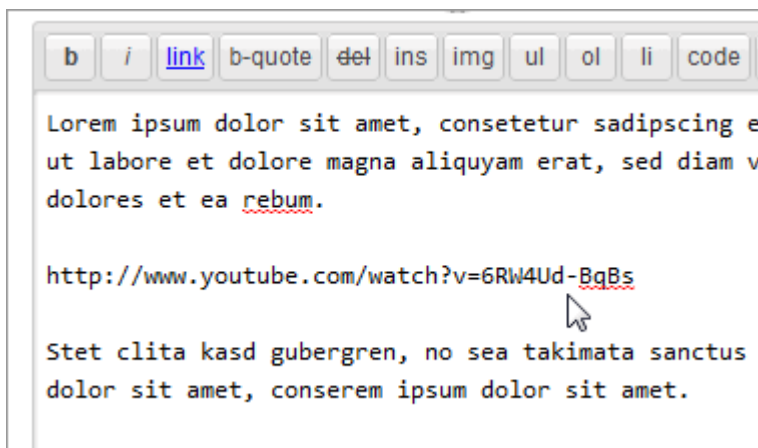 b i link b-quote del ins img ul ol li code
Lorem ipsum dolor sit amet, consetetur sadipscing
ut labore et dolore magna aliquyam erat, sed diam
dolores et ea rebum.
http://www.youtube.com/watch?v=6RW4Ud-BqBs
Stet clita kasd gubergren, no sea takimata sanctus
dolor sit amet, conserem ipsum dolor sit amet.